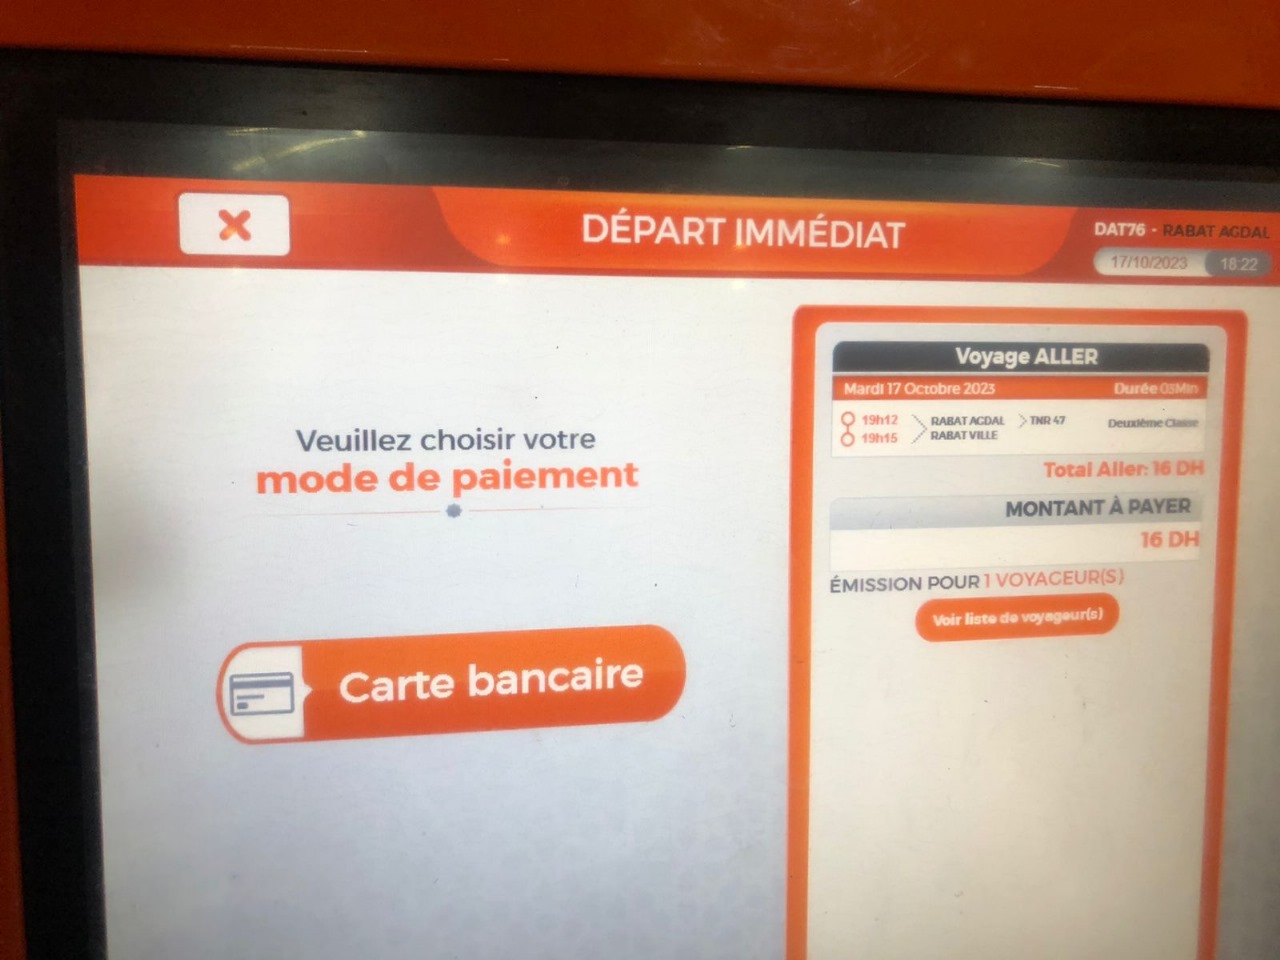 DÉPART IMMÉDIAT
DAT76 - RABAT AGDAL
17/10/2023 18:22
Veuillez choisir votre
mode de paiement
Carte bancaire
Voyage ALLER
Mardi 17 Octobre 2023 Durée 03Min
19h12 RABAT AGDAL TNR 47 Deuxième Classe
19h15 RABAT VILLE
Total Aller: 16 DH
MONTANT À PAYER
16 DH
ÉMISSION POUR 1 VOYAGEUR(S)
Voir liste de voyageur(s)